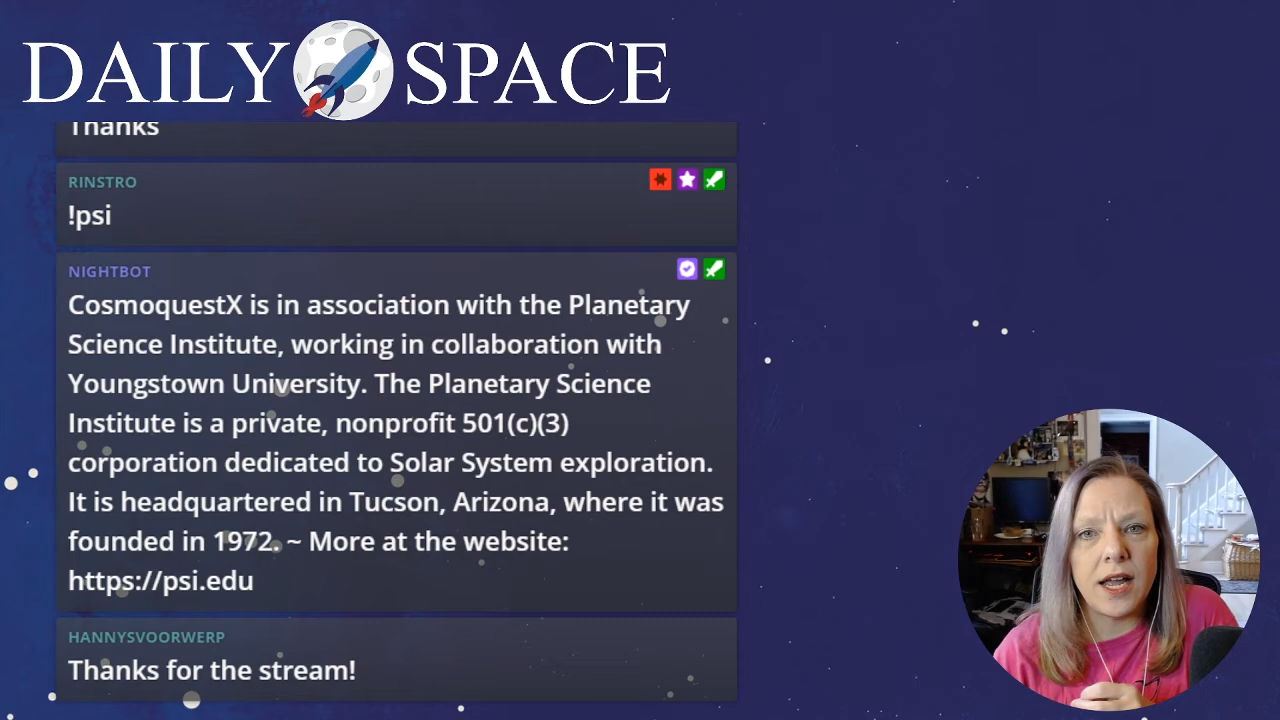 DAILY SPACE
Thanks
RINSTRO
!psi
NIGHTBOT
CosmoquestX is in association with the Planetary
Science Institute, working in collaboration with
Youngstown University. The Planetary Science
Institute is a private, nonprofit 501(c)(3)
corporation dedicated to Solar System exploration.
It is headquartered in Tucson, Arizona, where it was
founded in 1972. ~ More at the website:
https://psi.edu
HANNYSVOORWERP
Thanks for the stream!